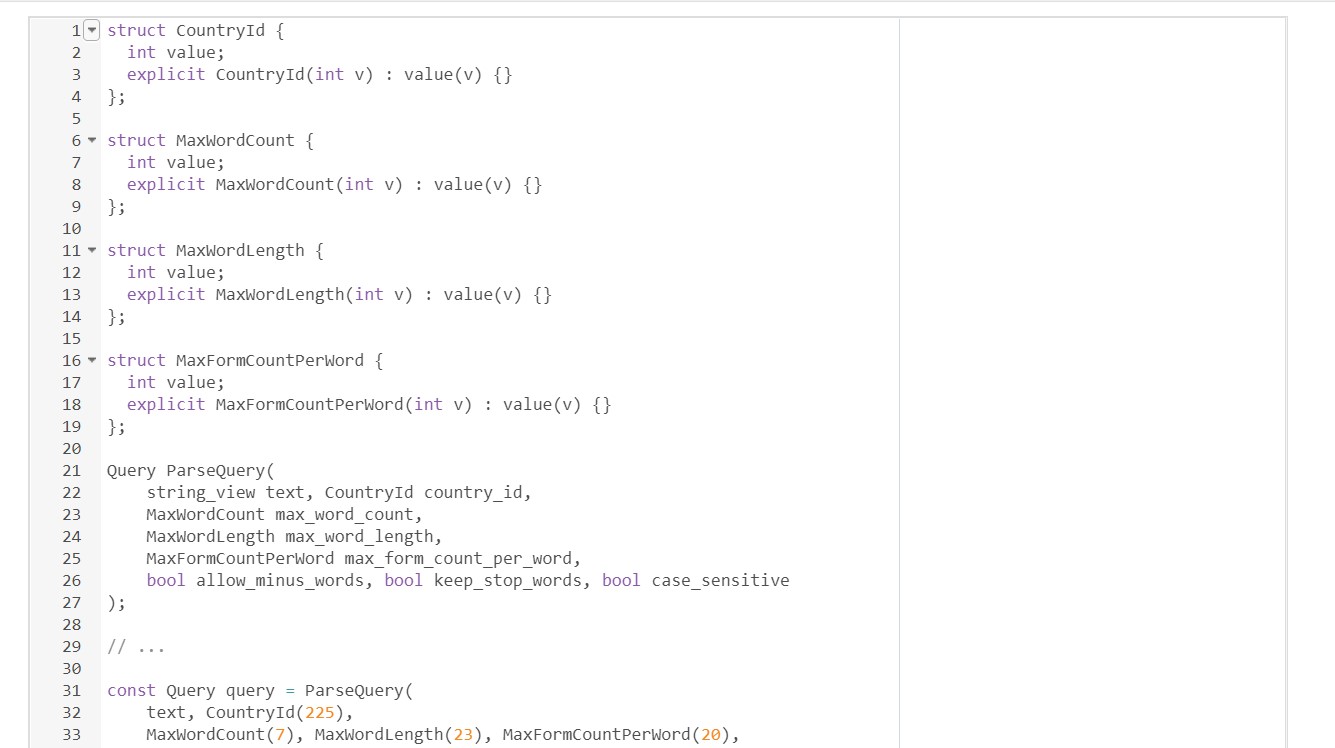 1 struct CountryId {
2   int value;
3   explicit CountryId(int v) : value(v) {}
4 };
5
6 struct MaxWordCount {
7   int value;
8   explicit MaxWordCount(int v) : value(v) {}
9 };
10
11 struct MaxWordLength {
12   int value;
13   explicit MaxWordLength(int v) : value(v) {}
14 };
15
16 struct MaxFormCountPerWord {
17   int value;
18   explicit MaxFormCountPerWord(int v) : value(v) {}
19 };
20
21 Query ParseQuery(
22     string_view text, CountryId country_id,
23     MaxWordCount max_word_count,
24     MaxWordLength max_word_length,
25     MaxFormCountPerWord max_form_count_per_word,
26     bool allow_minus_words, bool keep_stop_words, bool case_sensitive
27 );
28
29 // ...
30
31 const Query query = ParseQuery(
32     text, CountryId(225),
33     MaxWordCount(7), MaxWordLength(23), MaxFormCountPerWord(20),